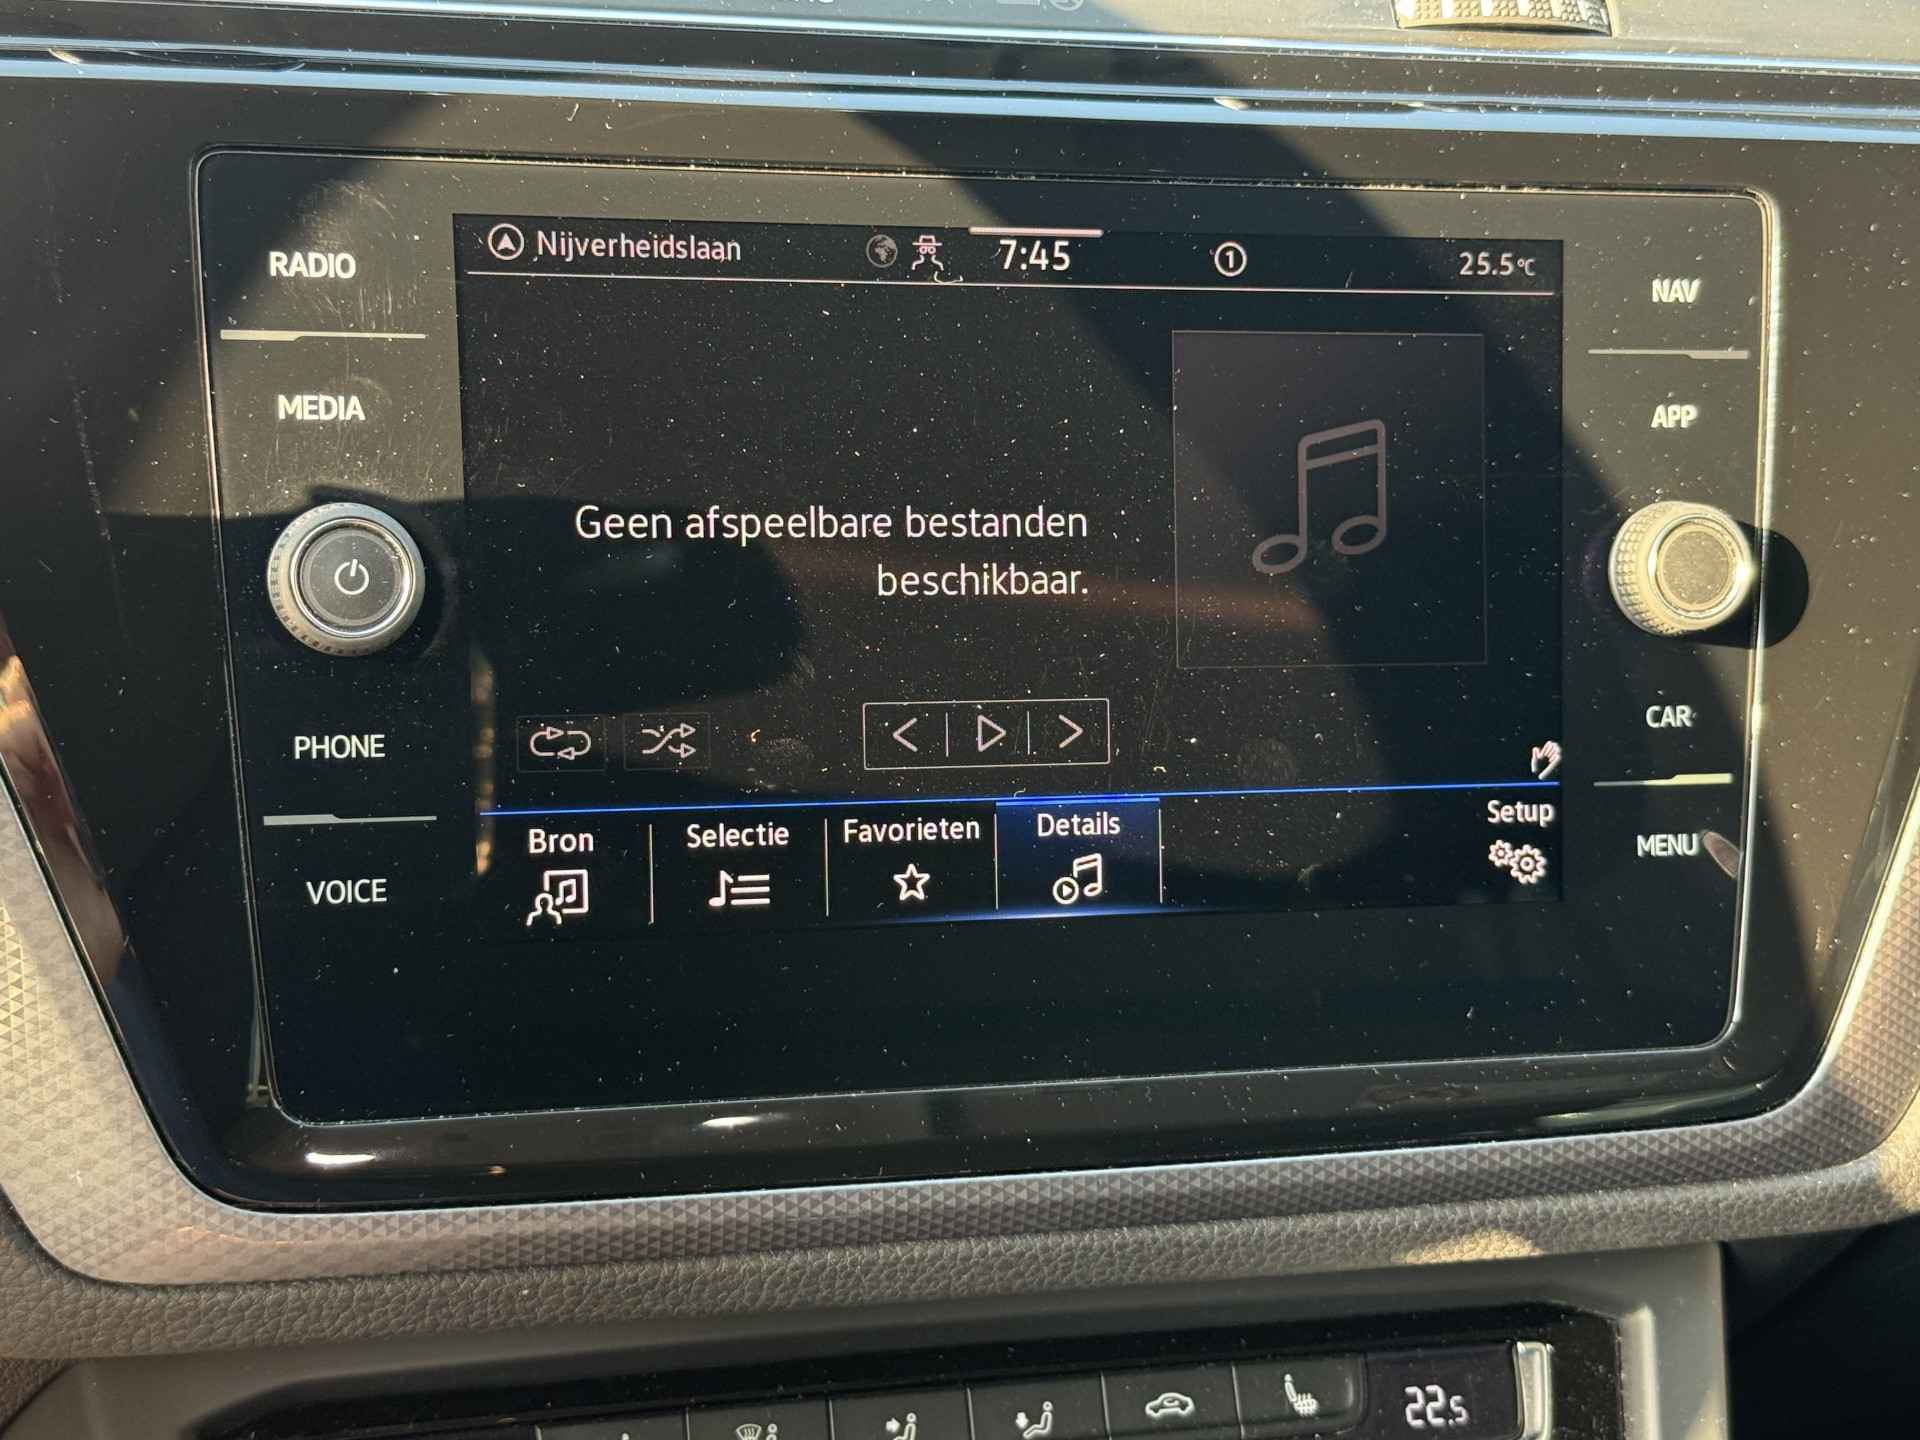 RADIO
MEDIA
PHONE
VOICE
Nijverheidslaan
7:45
1
25.5°C
Geen afspeelbare bestanden
beschikbaar.
Bron
Selectie
Favorieten
Details
Setup
NAV
APP
CAR
MENU
22.5